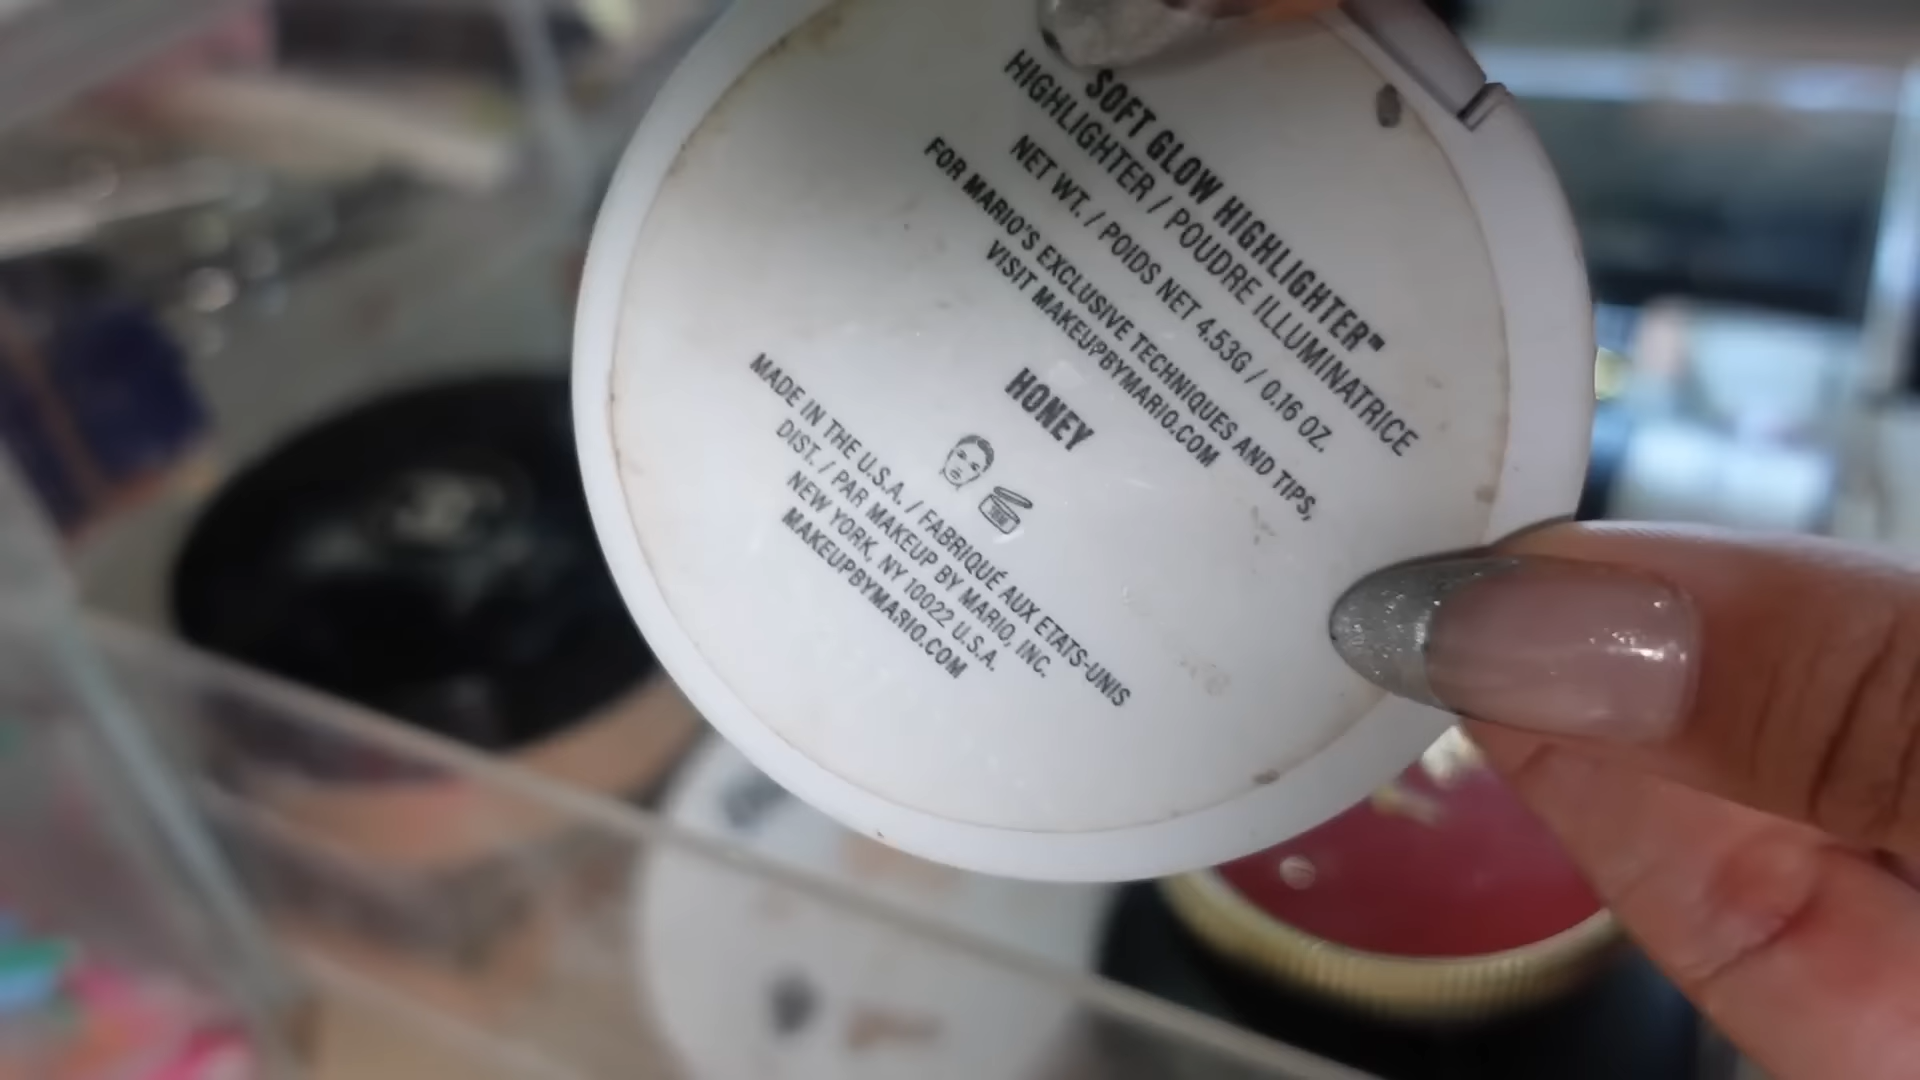 SOFT GLOW HIGHLIGHTER™
HIGHLIGHTER / POUDRE ILLUMINATRICE
NET WT. / POIDS NET 4.53G / 0.16 OZ.
FOR MARIO'S EXCLUSIVE TECHNIQUES AND TIPS,
VISIT MAKEUPBYMARIO.COM
HONEY
MADE IN THE U.S.A. / FABRIQUÉ AUX ETATS-UNIS
DIST. / PAR MAKEUP BY MARIO, INC.
NEW YORK, NY 10022 U.S.A.
MAKEUPBYMARIO.COM